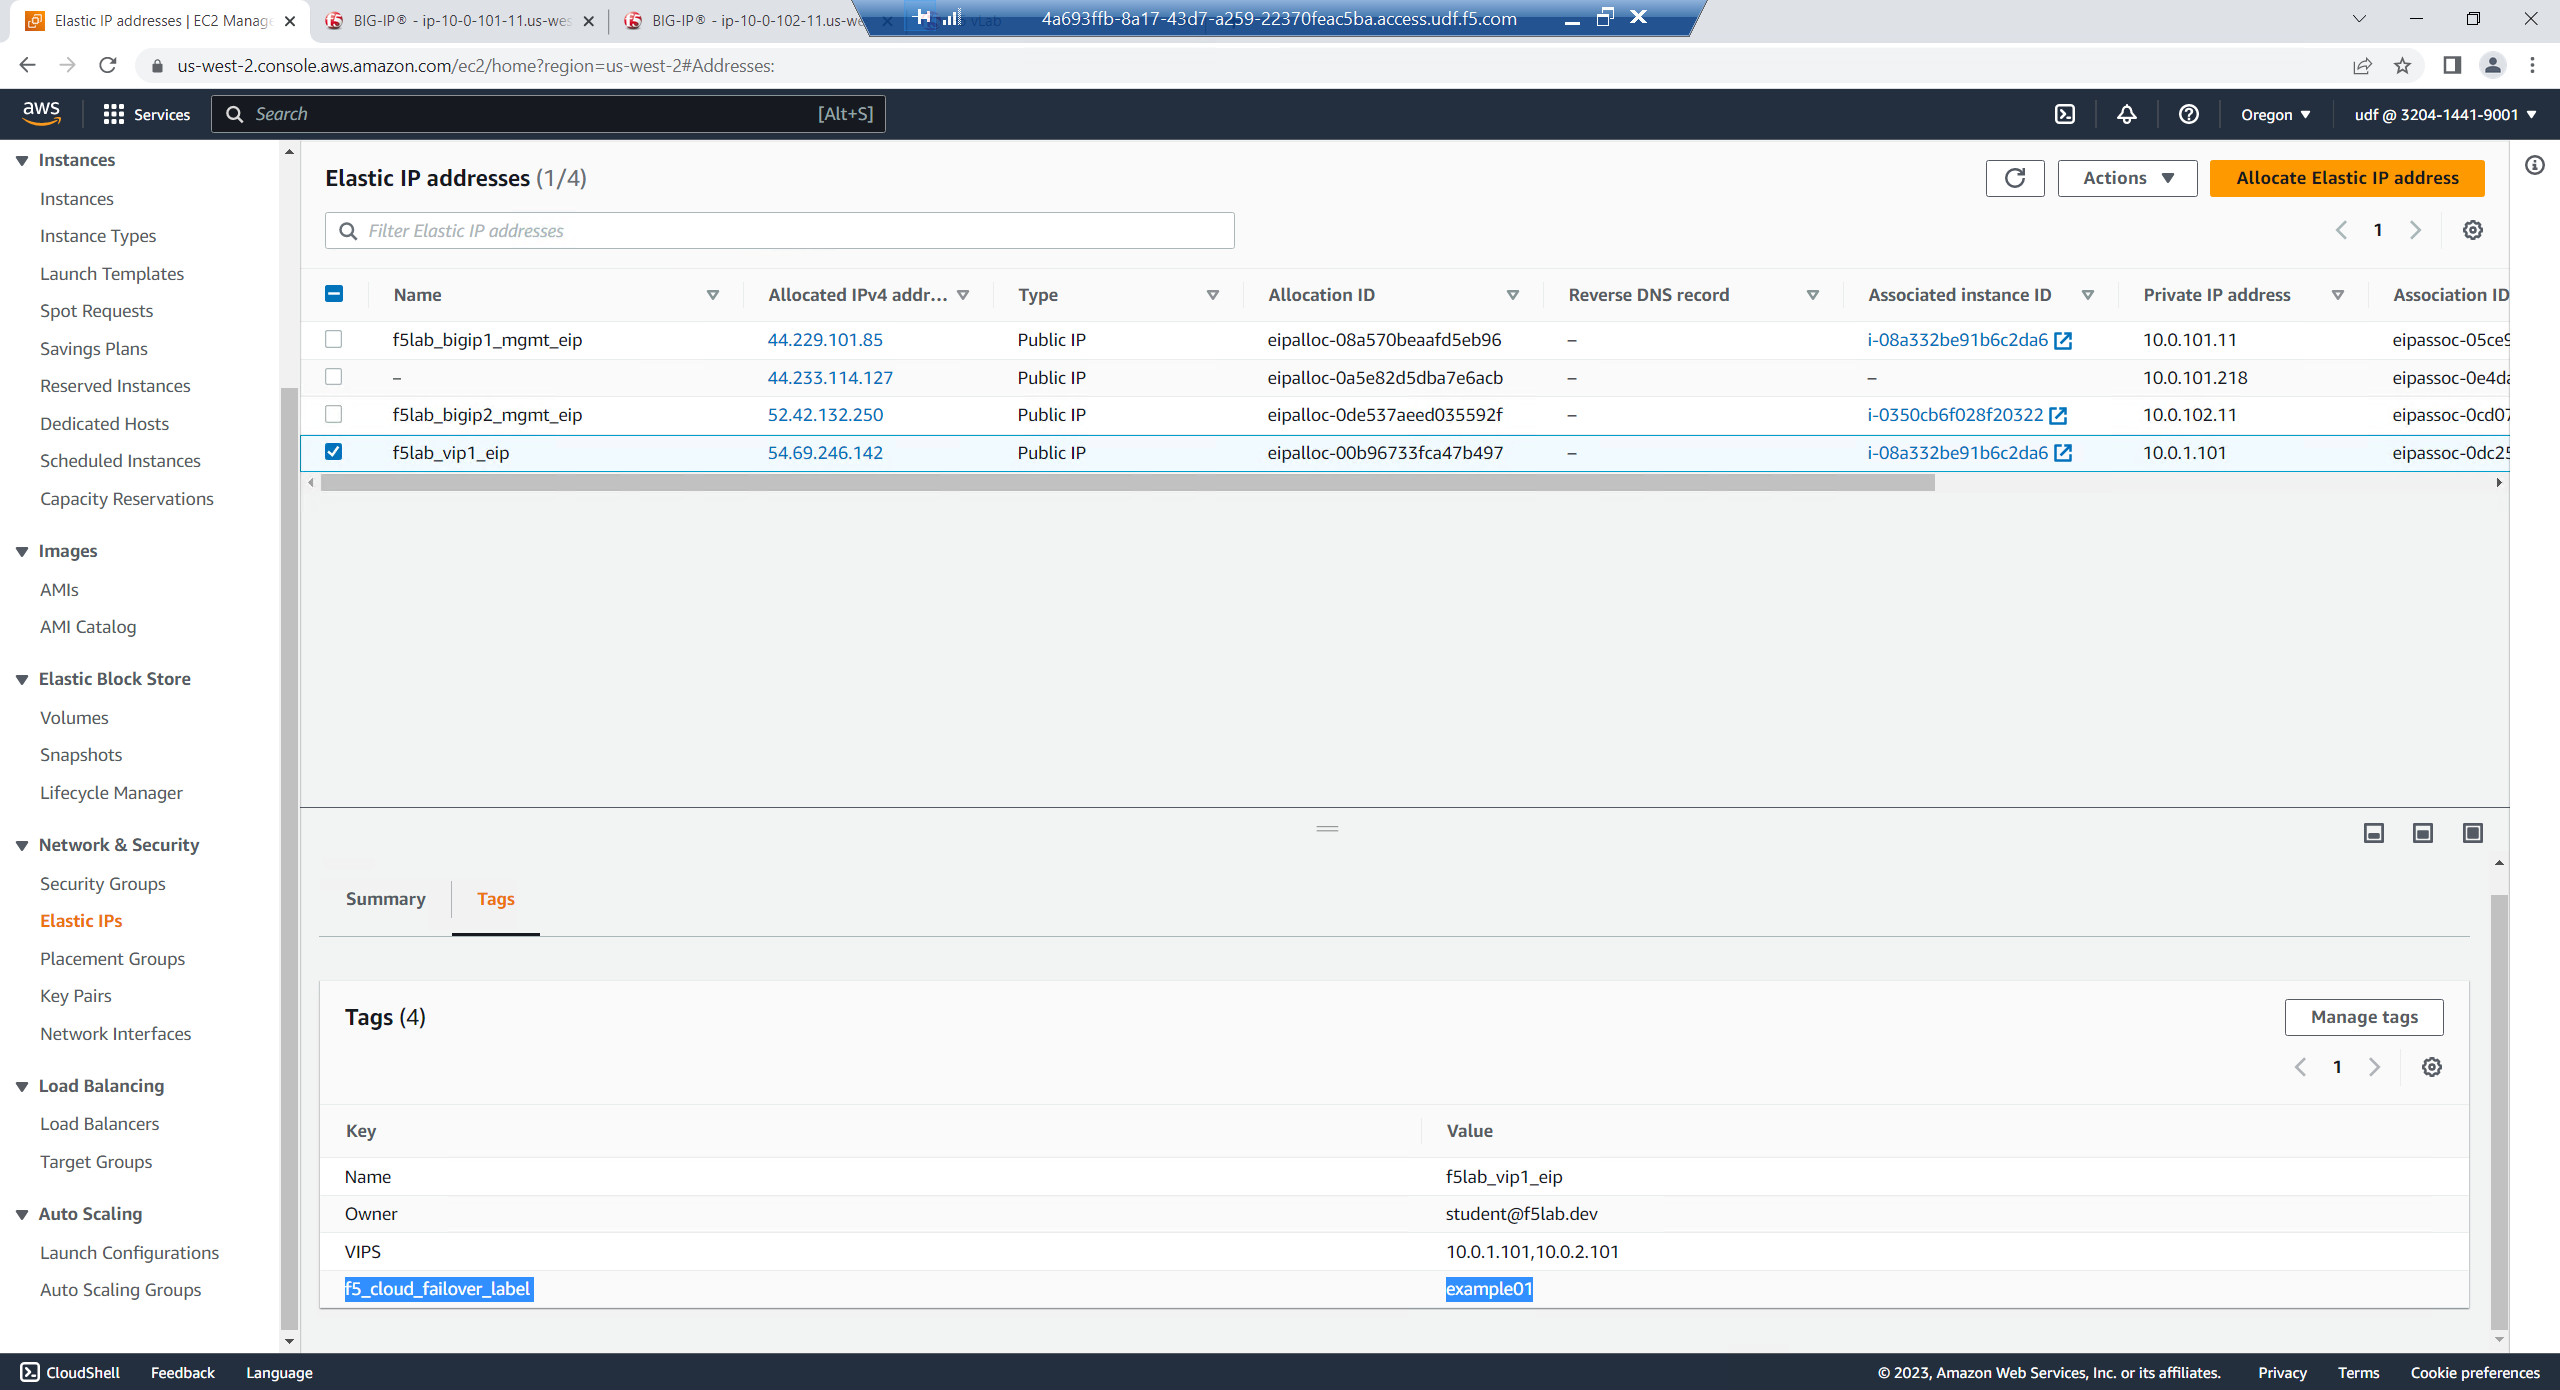 Elastic IP addresses | EC2 Manage
BIG-IP® - ip-10-0-101-11.us-wes
BIG-IP® - ip-10-0-102-11.us-we
vLab
4a693ffb-8a17-43d7-a259-22370feac5ba.access.udf.f5.com
us-west-2.console.aws.amazon.com/ec2/home?region=us-west-2#Addresses:
aws
Services
Search
[Alt+S]
Oregon
udf @ 3204-1441-9001
Instances
Instances
Instance Types
Launch Templates
Spot Requests
Savings Plans
Reserved Instances
Dedicated Hosts
Scheduled Instances
Capacity Reservations
Images
AMIs
AMI Catalog
Elastic Block Store
Volumes
Snapshots
Lifecycle Manager
Network & Security
Security Groups
Elastic IPs
Placement Groups
Key Pairs
Network Interfaces
Load Balancing
Load Balancers
Target Groups
Auto Scaling
Launch Configurations
Auto Scaling Groups
Elastic IP addresses (1/4)
Actions
Allocate Elastic IP address
Filter Elastic IP addresses
1
Name Allocated IPv4 addr... Type Allocation ID Reverse DNS record Associated instance ID Private IP address Association ID
f5lab_bigip1_mgmt_eip 44.229.101.85 Public IP eipalloc-08a570beaafd5eb96 – i-08a332be91b6c2da6 10.0.101.11 eipassoc-05ce9
– 44.233.114.127 Public IP eipalloc-0a5e82d5dba7e6acb – – 10.0.101.218 eipassoc-0e4da
f5lab_bigip2_mgmt_eip 52.42.132.250 Public IP eipalloc-0de537aeed035592f – i-0350cb6f028f20322 10.0.102.11 eipassoc-0cd07
f5lab_vip1_eip 54.69.246.142 Public IP eipalloc-00b96733fca47b497 – i-08a332be91b6c2da6 10.0.1.101 eipassoc-0dc25
Summary
Tags
Tags (4)
Manage tags
1
Key Value
Name f5lab_vip1_eip
Owner student@f5lab.dev
VIPS 10.0.1.101,10.0.2.101
f5_cloud_failover_label example01
CloudShell
Feedback
Language
© 2023, Amazon Web Services, Inc. or its affiliates.
Privacy
Terms
Cookie preferences